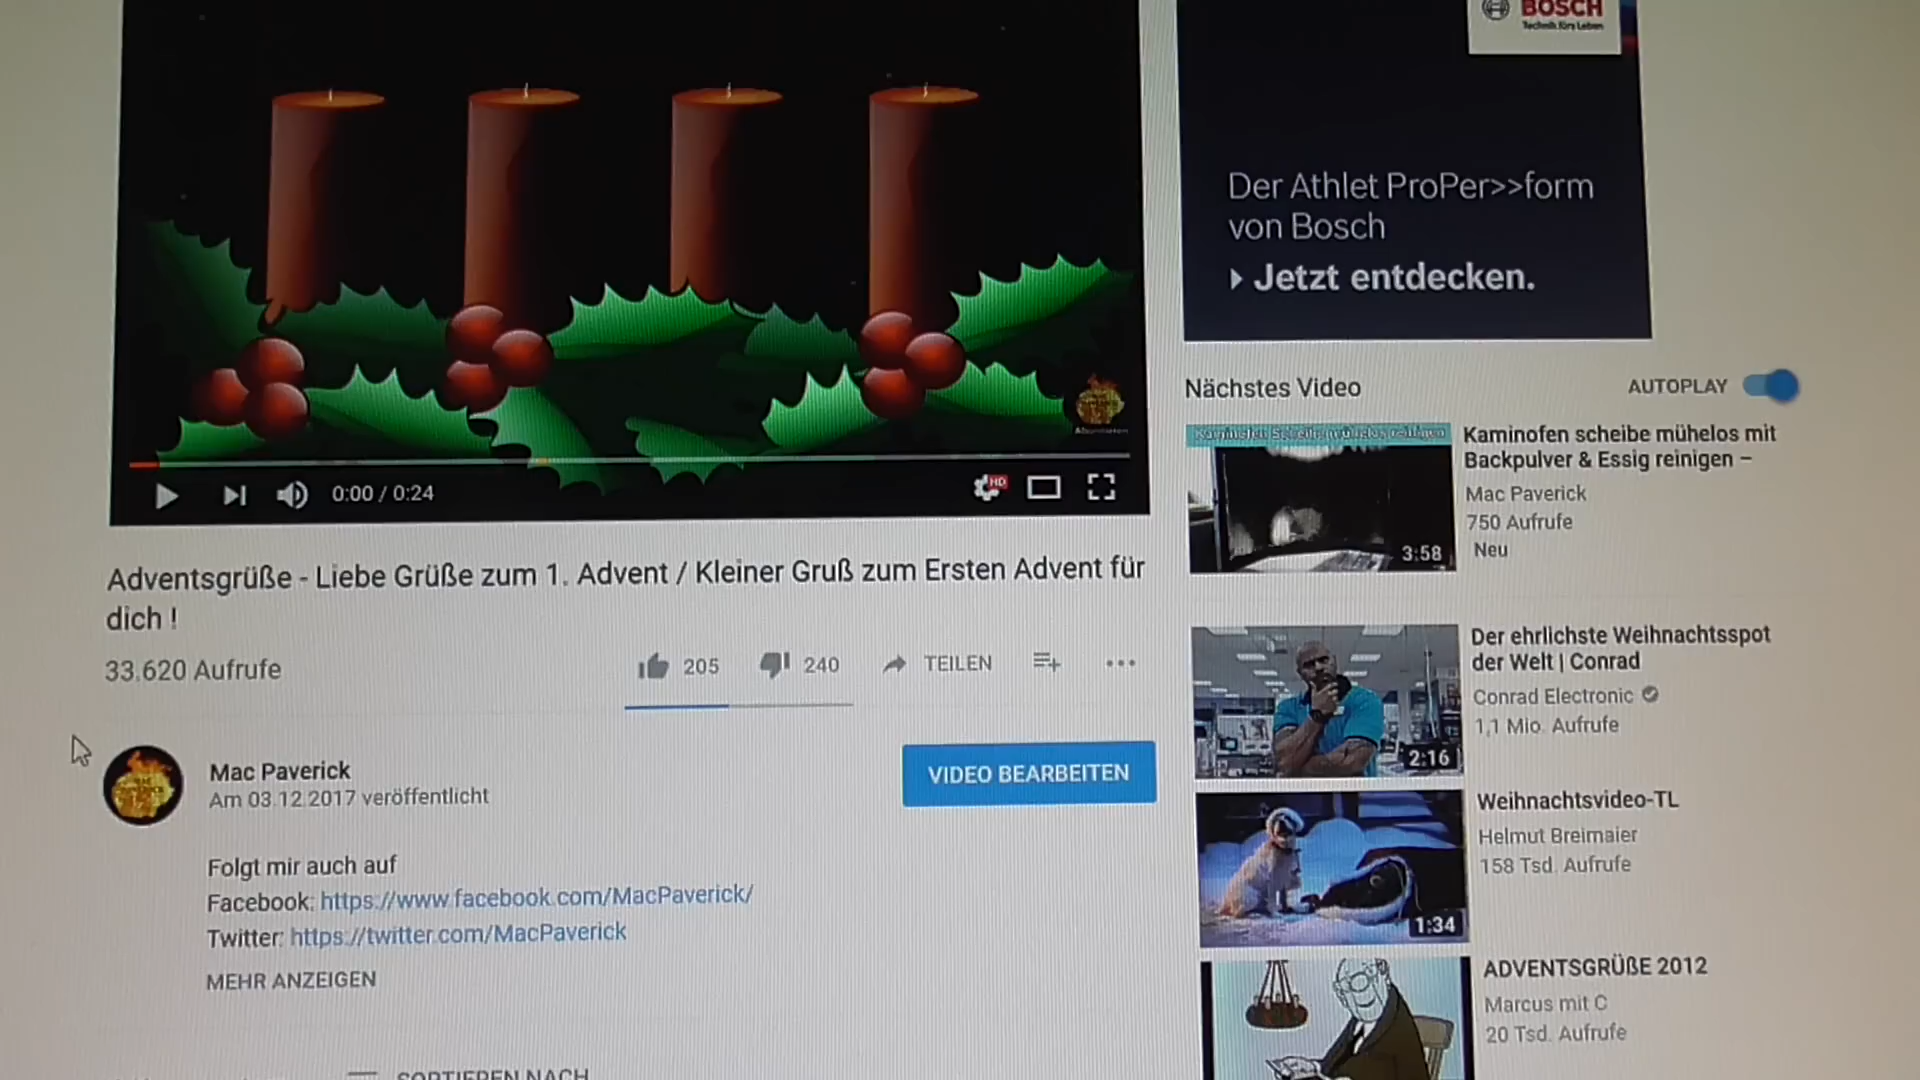 BOSCH
Technik fürs Leben
Der Athlet ProPer>>form
von Bosch
Jetzt entdecken.
0:00 / 0:24
HD
Adventsgrüße - Liebe Grüße zum 1. Advent / Kleiner Gruß zum Ersten Advent für
dich !
33.620 Aufrufe
205
240
TEILEN
Mac Paverick
Am 03.12.2017 veröffentlicht
VIDEO BEARBEITEN
Folgt mir auch auf
Facebook: https://www.facebook.com/MacPaverick/
Twitter: https://twitter.com/MacPaverick
MEHR ANZEIGEN
SORTIEREN NACH
Nächstes Video
AUTOPLAY
Kaminofen Scheibe mühelos reinigen
3:58
Kaminofen scheibe mühelos mit
Backpulver & Essig reinigen –
Mac Paverick
750 Aufrufe
Neu
2:16
Der ehrlichste Weihnachtsspot
der Welt | Conrad
Conrad Electronic
1,1 Mio. Aufrufe
1:34
Weihnachtsvideo-TL
Helmut Breimaier
158 Tsd. Aufrufe
ADVENTSGRÜßE 2012
Marcus mit C
20 Tsd. Aufrufe